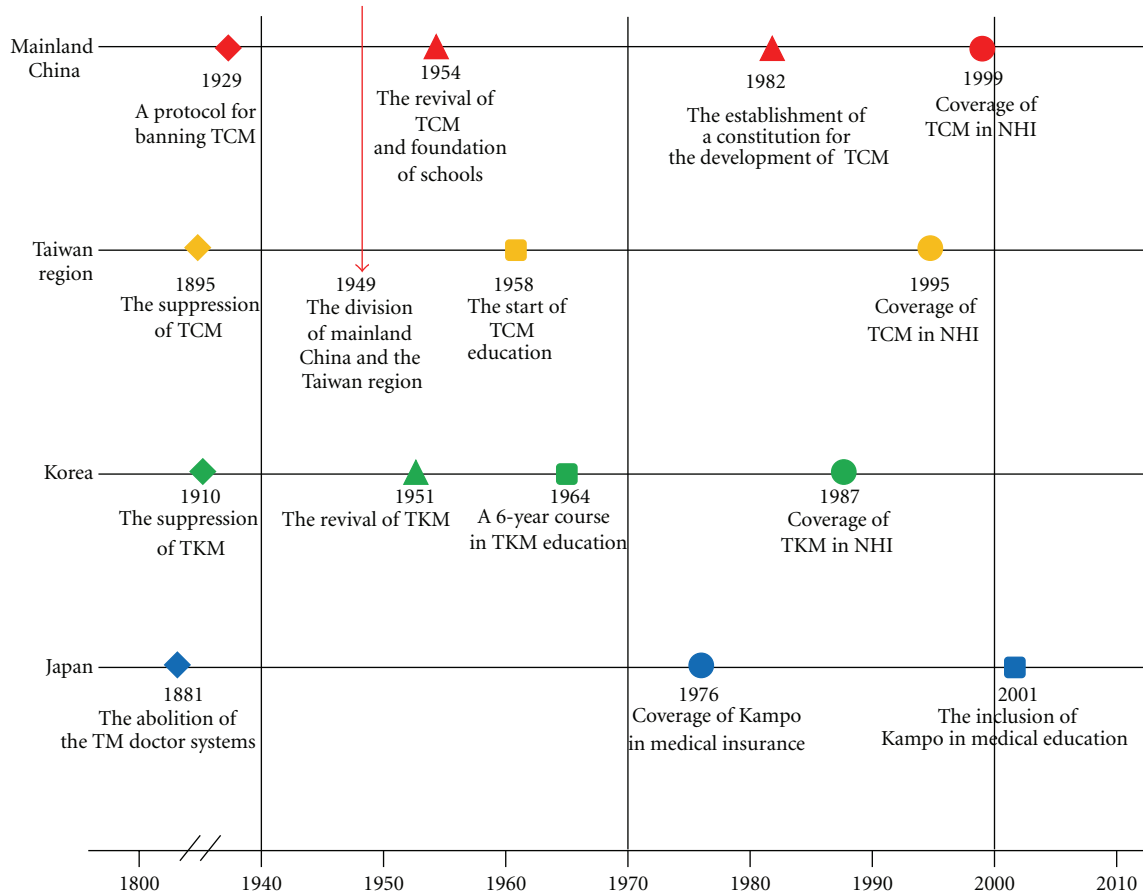 Mainland
China
1929
A protocol for
banning TCM
1954
The revival of
TCM
and foundation
of schools
1982
The establishment of
a constitution for
the development of TCM
1999
Coverage of
TCM in NHI
Taiwan
region
1895
The suppression
of TCM
1949
The division
of mainland
China and the
Taiwan region
1958
The start of
TCM
education
1995
Coverage of
TCM in NHI
Korea
1910
The suppression
of TKM
1951
The revival of TKM
1964
A 6-year course
in TKM education
1987
Coverage of
TKM in NHI
Japan
1881
The abolition of
the TM doctor systems
1976
Coverage of Kampo
in medical insurance
2001
The inclusion of
Kampo in medical education
1800 1940 1950 1960 1970 1980 1990 2000 2010